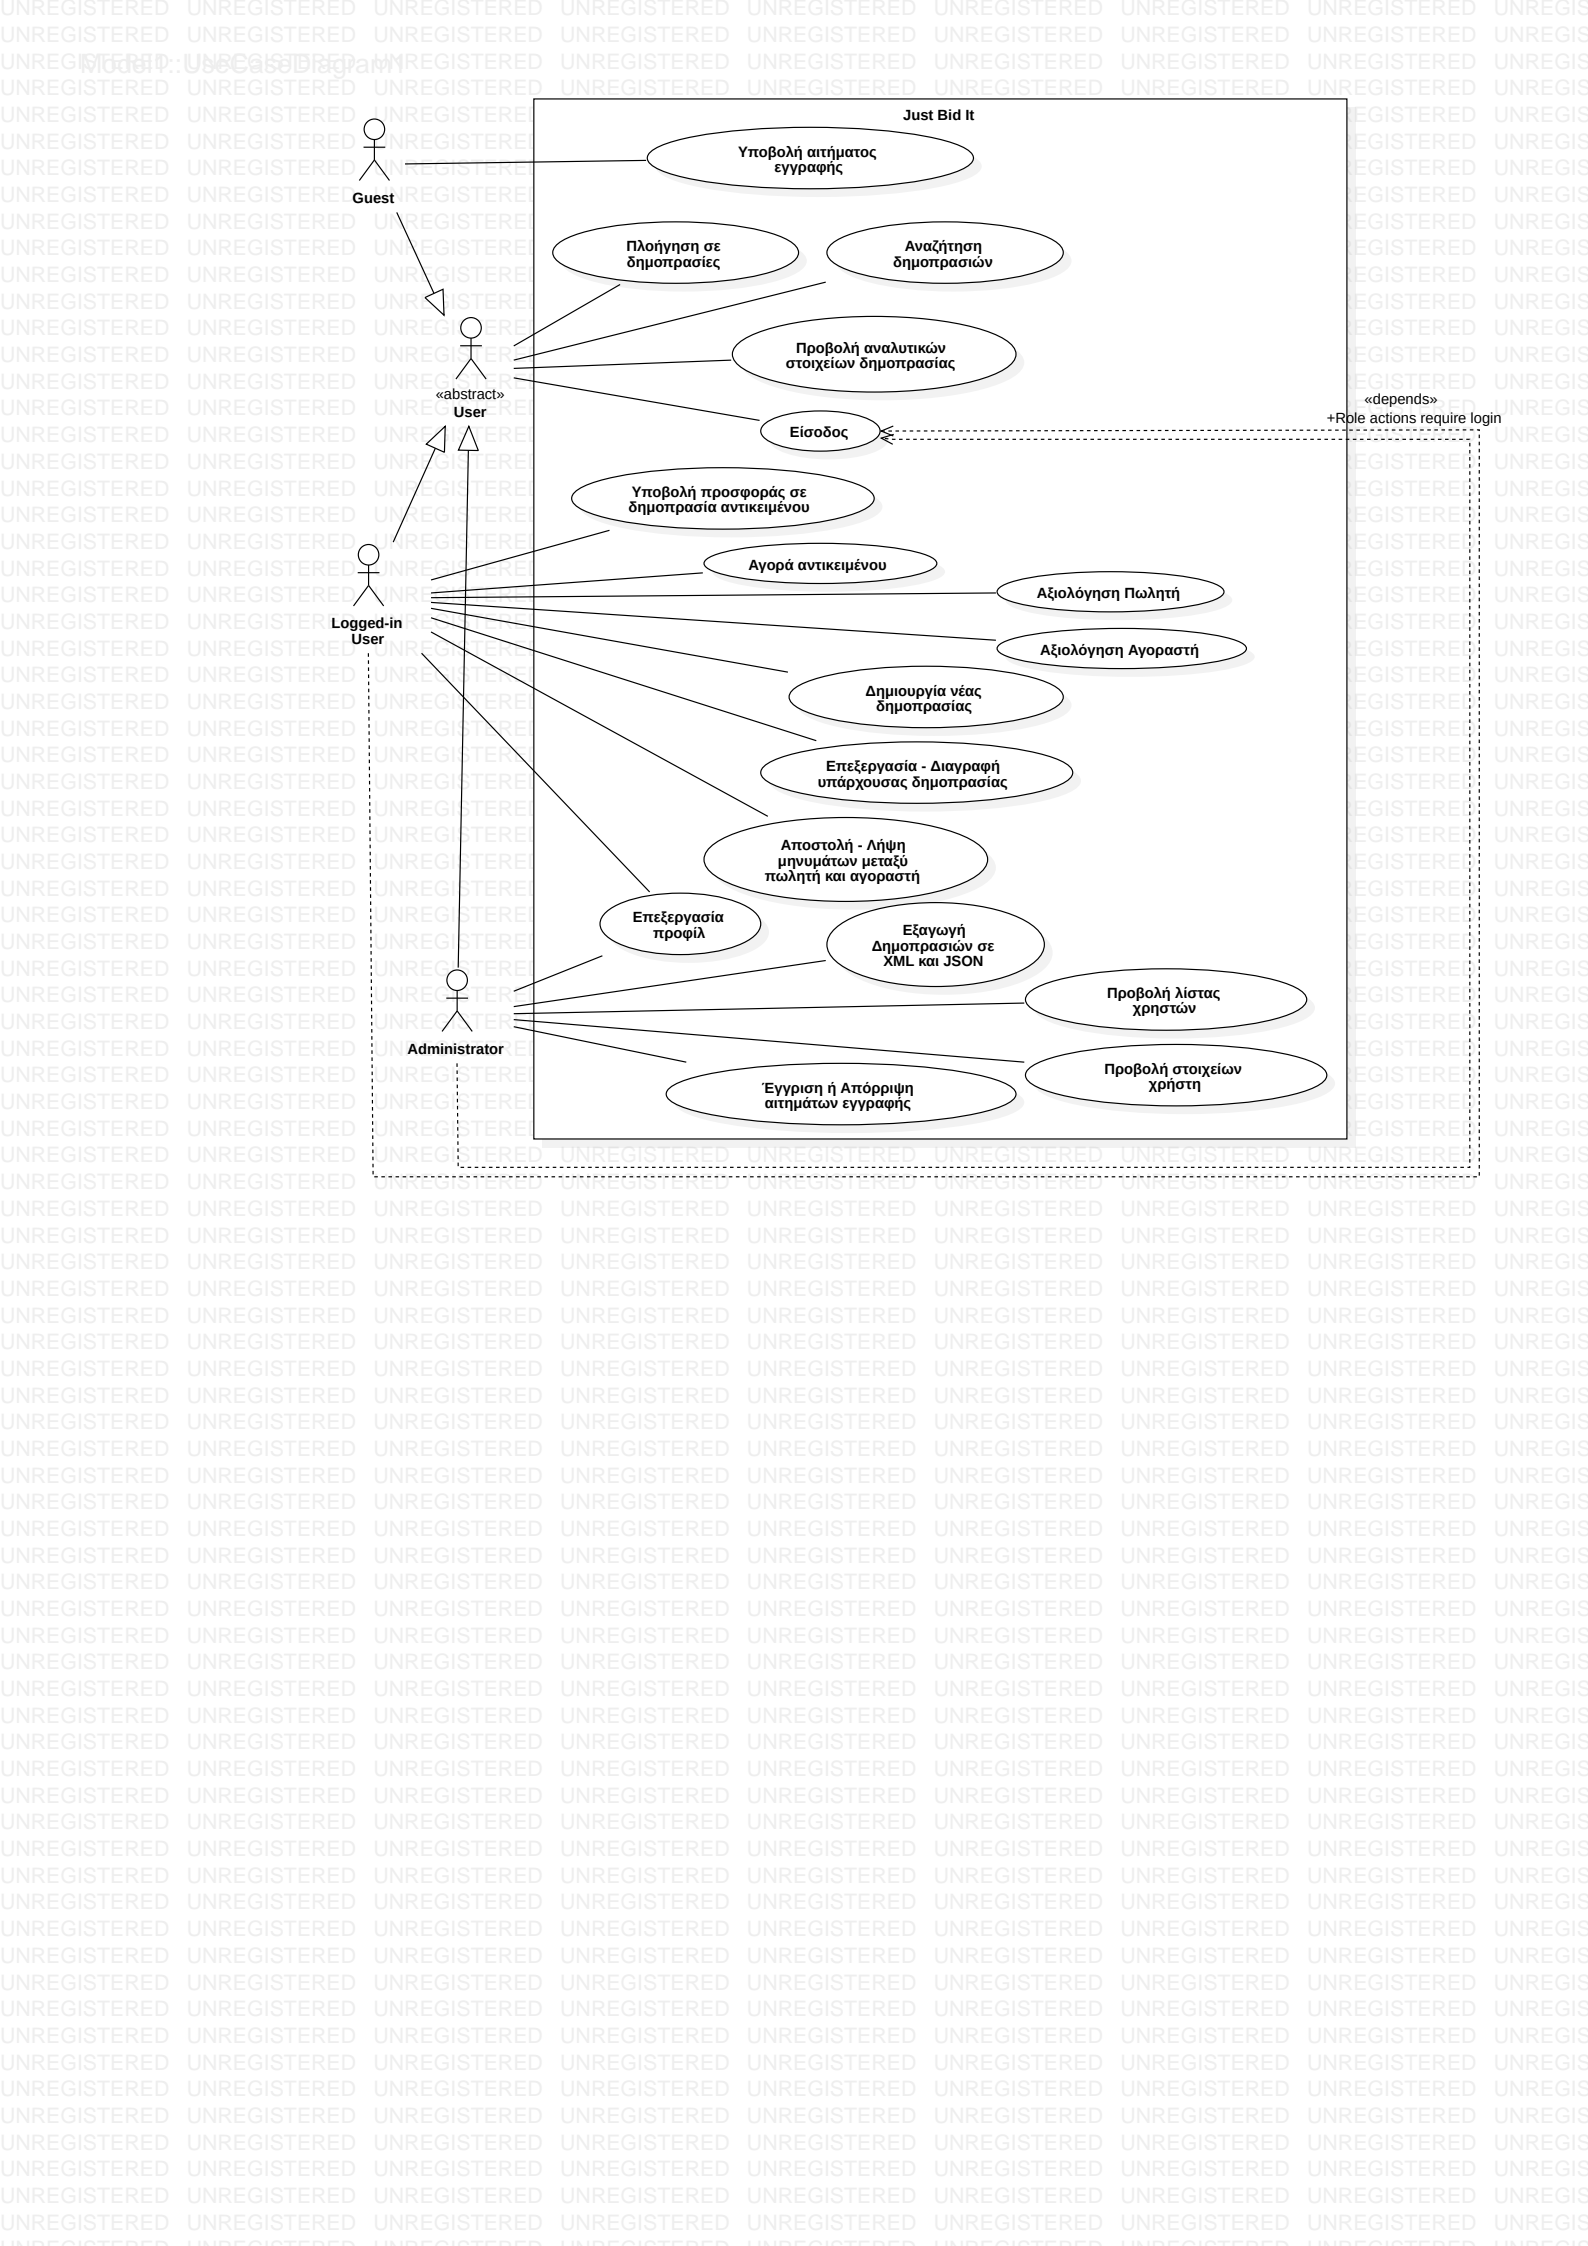 Model1::UseCaseDiagram1
Just Bid It
Guest
Υποβολή αιτήματος
εγγραφής
Πλοήγηση σε
δημοπρασίες
Αναζήτηση
δημοπρασιών
«abstract»
User
Προβολή αναλυτικών
στοιχείων δημοπρασίας
Είσοδος
«depends»
+Role actions require login
Υποβολή προσφοράς σε
δημοπρασία αντικειμένου
Αγορά αντικειμένου
Αξιολόγηση Πωλητή
Logged-in
User
Αξιολόγηση Αγοραστή
Δημιουργία νέας
δημοπρασίας
Επεξεργασία - Διαγραφή
υπάρχουσας δημοπρασίας
Αποστολή - Λήψη
μηνυμάτων μεταξύ
πωλητή και αγοραστή
Επεξεργασία
προφίλ
Εξαγωγή
Δημοπρασιών σε
XML και JSON
Προβολή λίστας
χρηστών
Administrator
Προβολή στοιχείων
χρήστη
Έγγριση ή Απόρριψη
αιτημάτων εγγραφής
UNREGISTERED